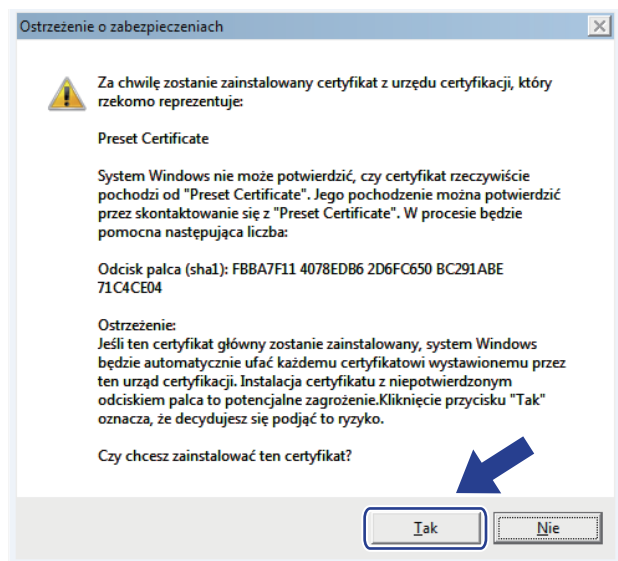 Ostrzeżenie o zabezpieczeniach
Za chwilę zostanie zainstalowany certyfikat z urzędu certyfikacji, który
rzekomo reprezentuje:
Preset Certificate
System Windows nie może potwierdzić, czy certyfikat rzeczywiście
pochodzi od "Preset Certificate". Jego pochodzenie można potwierdzić
przez skontaktowanie się z "Preset Certificate". W procesie będzie
pomocna następująca liczba:
Odcisk palca (sha1): FBBA7F11 4078EDB6 2D6FC650 BC291ABE
71C4CE04
Ostrzeżenie:
Jeśli ten certyfikat główny zostanie zainstalowany, system Windows
będzie automatycznie ufać każdemu certyfikatowi wystawionemu przez
ten urząd certyfikacji. Instalacja certyfikatu z niepotwierdzonym
odciskiem palca to potencjalne zagrożenie.Kliknięcie przycisku "Tak"
oznacza, że decydujesz się podjąć to ryzyko.
Czy chcesz zainstalować ten certyfikat?
Tak
Nie